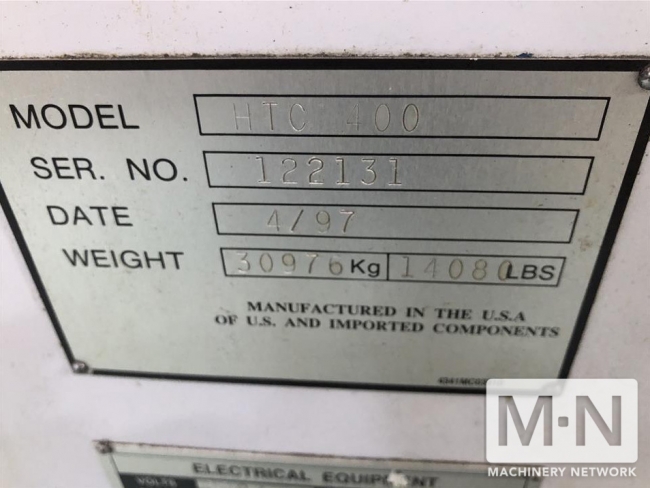 MODEL HTC 400
SER. NO. 122131
DATE 4/97
WEIGHT 30976 Kg 14080 LBS
MANUFACTURED IN THE U.S.A
OF U.S. AND IMPORTED COMPONENTS
M·N
MACHINERY NETWORK
ELECTRICAL EQUIPMENT
VOLTS